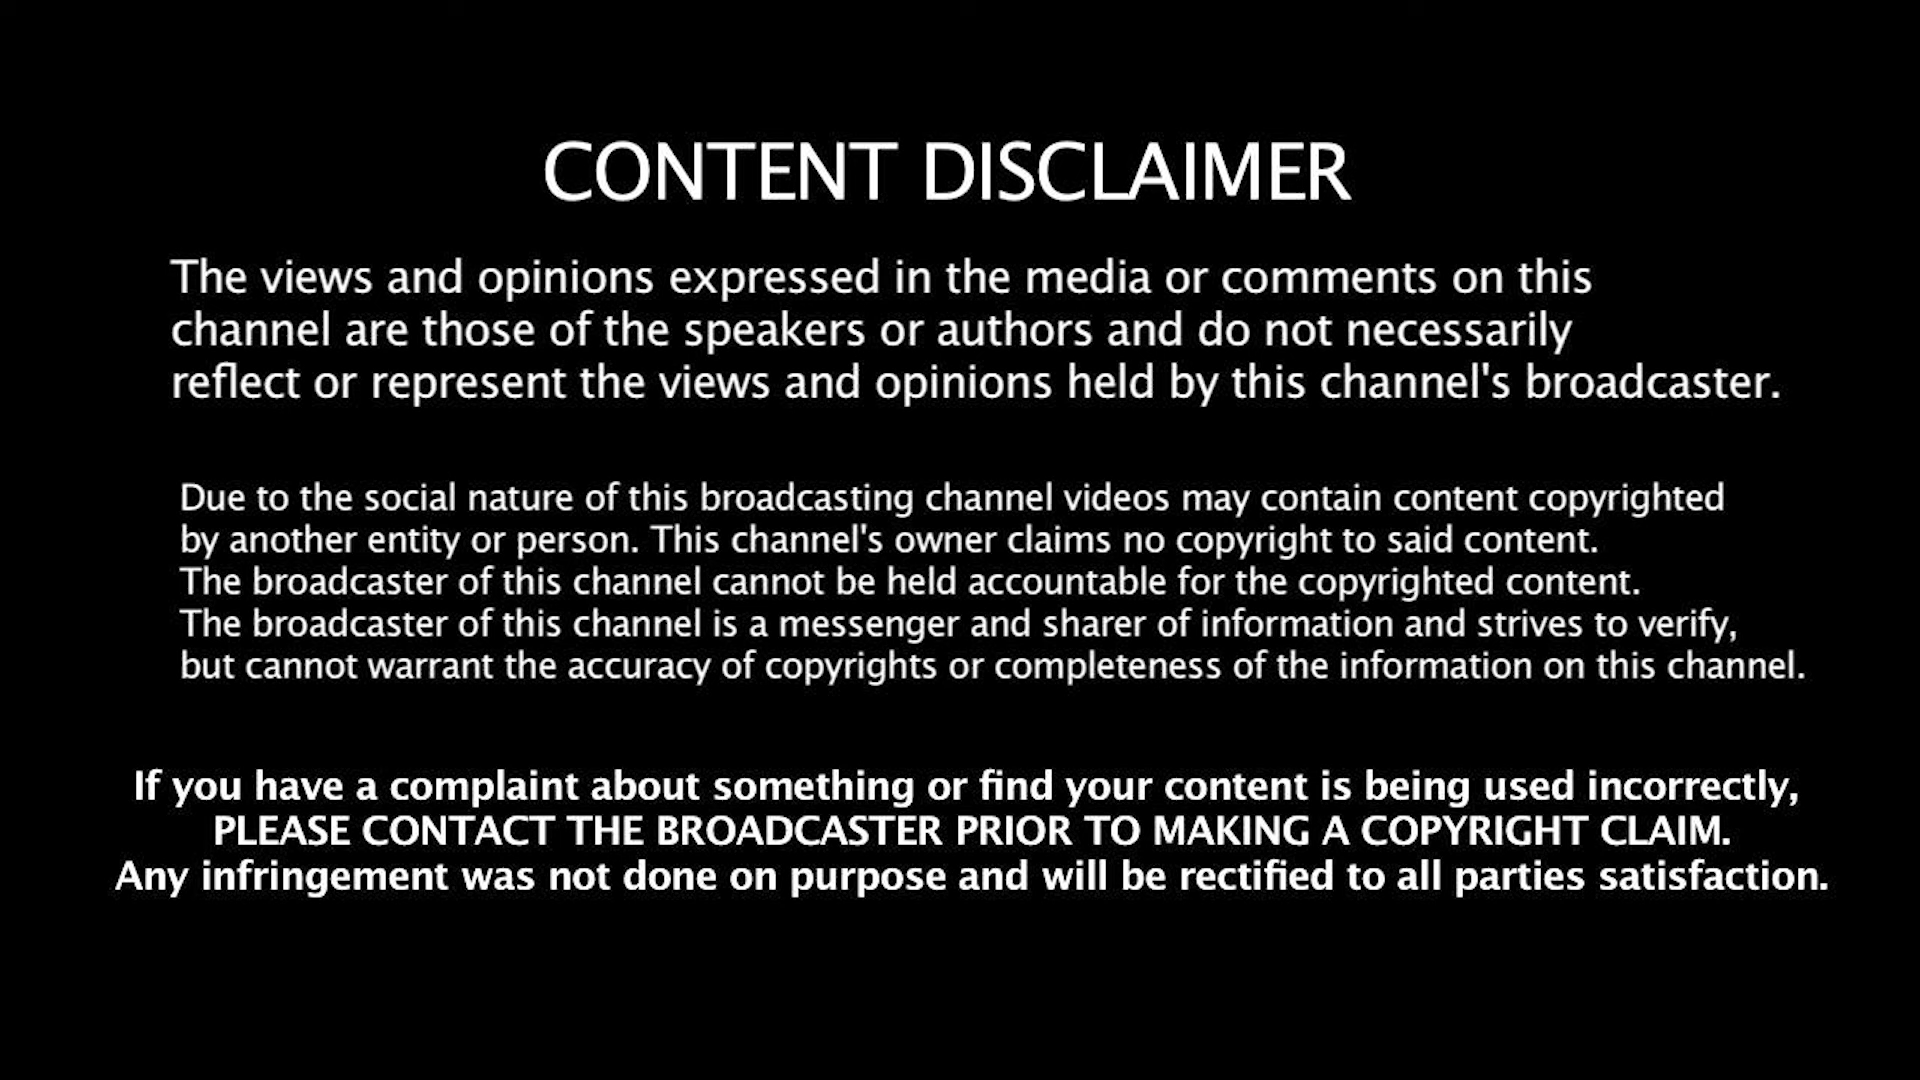 CONTENT DISCLAIMER
The views and opinions expressed in the media or comments on this
channel are those of the speakers or authors and do not necessarily
reflect or represent the views and opinions held by this channel's broadcaster.
Due to the social nature of this broadcasting channel videos may contain content copyrighted
by another entity or person. This channel's owner claims no copyright to said content.
The broadcaster of this channel cannot be held accountable for the copyrighted content.
The broadcaster of this channel is a messenger and sharer of information and strives to verify,
but cannot warrant the accuracy of copyrights or completeness of the information on this channel.
If you have a complaint about something or find your content is being used incorrectly,
PLEASE CONTACT THE BROADCASTER PRIOR TO MAKING A COPYRIGHT CLAIM.
Any infringement was not done on purpose and will be rectified to all parties satisfaction.